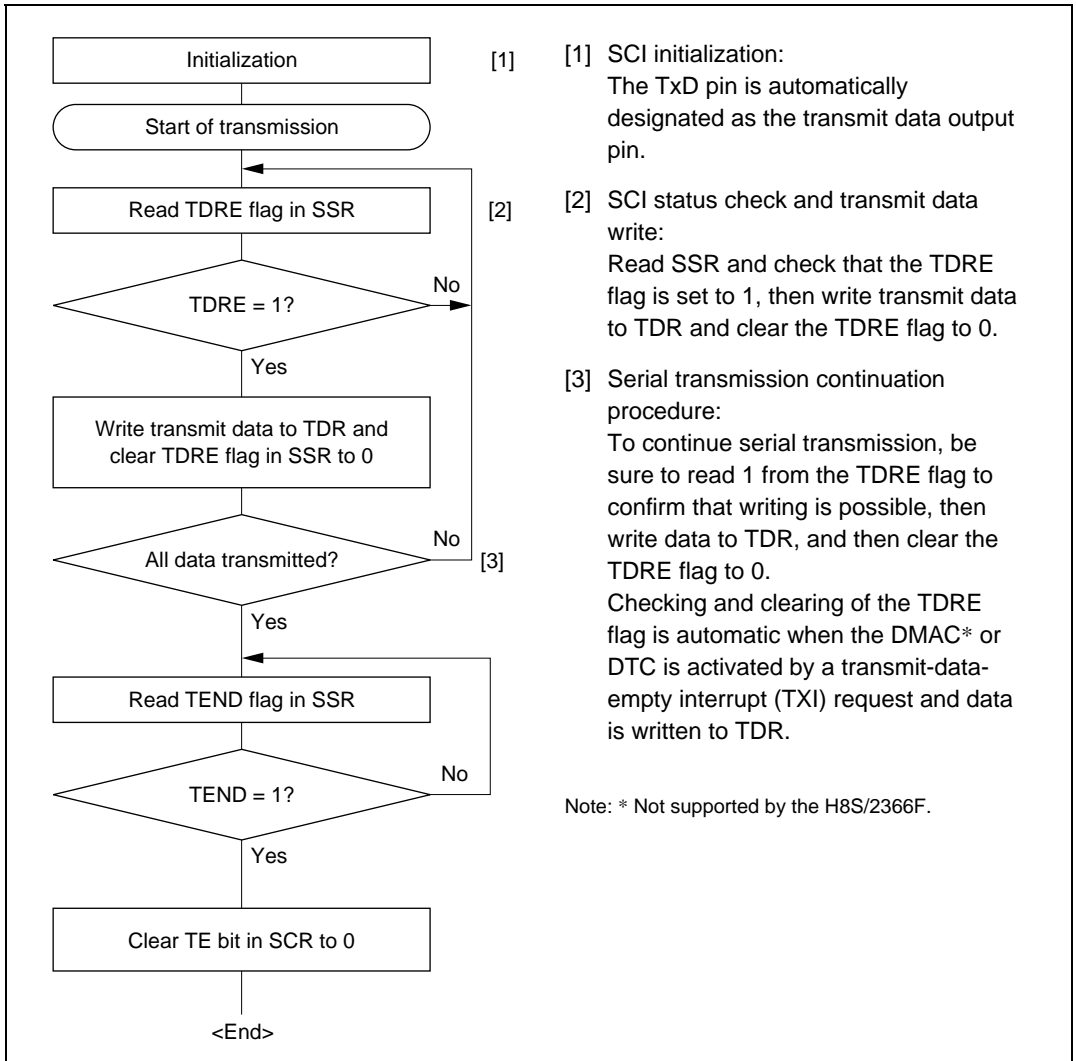 Initialization
[1]
Start of transmission
Read TDRE flag in SSR
[2]
TDRE = 1?
No
Yes
Write transmit data to TDR and
clear TDRE flag in SSR to 0
All data transmitted?
No
[3]
Yes
Read TEND flag in SSR
TEND = 1?
No
Yes
Clear TE bit in SCR to 0
<End>
[1] SCI initialization:
The TxD pin is automatically
designated as the transmit data output
pin.
[2] SCI status check and transmit data
write:
Read SSR and check that the TDRE
flag is set to 1, then write transmit data
to TDR and clear the TDRE flag to 0.
[3] Serial transmission continuation
procedure:
To continue serial transmission, be
sure to read 1 from the TDRE flag to
confirm that writing is possible, then
write data to TDR, and then clear the
TDRE flag to 0.
Checking and clearing of the TDRE
flag is automatic when the DMAC* or
DTC is activated by a transmit-data-
empty interrupt (TXI) request and data
is written to TDR.
Note: * Not supported by the H8S/2366F.